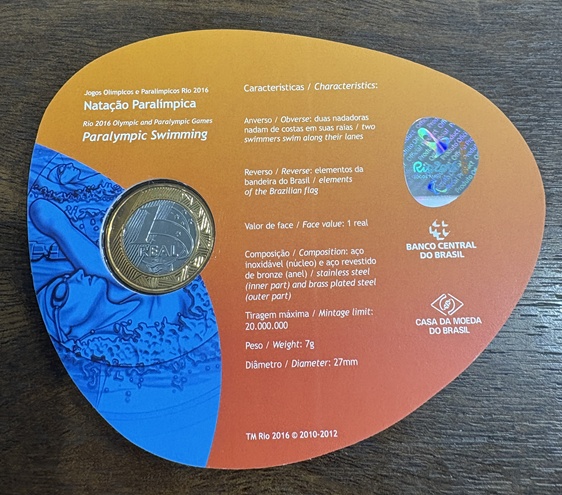 Jogos Olímpicos e Paralímpicos Rio 2016
Natação Paralímpica
Rio 2016 Olympic and Paralympic Games
Paralympic Swimming
1
REAL
Características / Characteristics:
Anverso / Obverse: duas nadadoras
nadam de costas em suas raias / two
swimmers swim along their lanes
Reverso / Reverse: elementos da
bandeira do Brasil / elements
of the Brazilian flag
Valor de face / Face value: 1 real
Composição / Composition: aço
inoxidável (núcleo) e aço revestido
de bronze (anel) / stainless steel
(inner part) and brass plated steel
(outer part)
Tiragem máxima / Mintage limit:
20.000.000
Peso / Weight: 7g
Diâmetro / Diameter: 27mm
TM Rio 2016 © 2010-2012
BANCO CENTRAL
DO BRASIL
CASA DA MOEDA
DO BRASIL